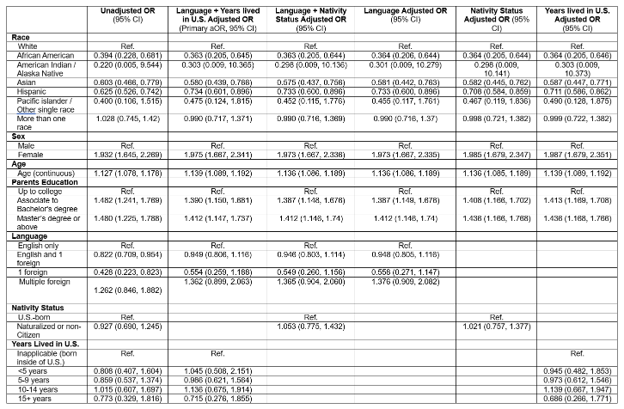 Unadjusted OR (95% CI) Language + Years lived in U.S. Adjusted OR (Primary aOR, 95% CI) Language + Nativity Status Adjusted OR (95% CI) Language Adjusted OR (95% CI) Nativity Status Adjusted OR (95% CI) Years lived in U.S. Adjusted OR (95% CI)
Race
White Ref. Ref. Ref. Ref. Ref. Ref.
African American 0.394 (0.228, 0.681) 0.363 (0.205, 0.645) 0.363 (0.205, 0.644) 0.364 (0.206, 0.644) 0.364 (0.205, 0.644) 0.364 (0.205, 0.646)
American Indian / Alaska Native 0.220 (0.005, 9.544) 0.303 (0.009, 10.365) 0.298 (0.009, 10.136) 0.301 (0.009, 10.279) 0.298 (0.009, 10.141) 0.303 (0.009, 10.373)
Asian 0.603 (0.466, 0.779) 0.580 (0.439, 0.766) 0.575 (0.437, 0.756) 0.581 (0.442, 0.763) 0.582 (0.445, 0.762) 0.587 (0.447, 0.771)
Hispanic 0.625 (0.526, 0.742) 0.734 (0.601, 0.896) 0.733 (0.600, 0.896) 0.733 (0.600, 0.896) 0.708 (0.584, 0.859) 0.711 (0.586, 0.862)
Pacific islander / Other single race 0.400 (0.106, 1.515) 0.475 (0.124, 1.815) 0.452 (0.115, 1.776) 0.455 (0.117, 1.761) 0.467 (0.119, 1.836) 0.490 (0.128, 1.875)
More than one race 1.028 (0.745, 1.42) 0.990 (0.717, 1.371) 0.990 (0.716, 1.369) 0.990 (0.716, 1.37) 0.998 (0.721, 1.382) 0.999 (0.722, 1.382)
Sex
Male Ref. Ref. Ref. Ref. Ref. Ref.
Female 1.932 (1.645, 2.269) 1.975 (1.667, 2.341) 1.973 (1.667, 2.336) 1.973 (1.667, 2.335) 1.985 (1.679, 2.347) 1.987 (1.679, 2.351)
Age
Age (continuous) 1.127 (1.078, 1.178) 1.139 (1.089, 1.192) 1.136 (1.086, 1.189) 1.136 (1.086, 1.189) 1.136 (1.085, 1.189) 1.139 (1.089, 1.192)
Parents Education
Up to college Ref. Ref. Ref. Ref. Ref. Ref.
Associate to Bachelor's degree 1.482 (1.241, 1.769) 1.390 (1.150, 1.681) 1.387 (1.148, 1.676) 1.387 (1.149, 1.676) 1.408 (1.166, 1.702) 1.413 (1.169, 1.708)
Master's degree or above 1.480 (1.225, 1.788) 1.412 (1.147, 1.737) 1.412 (1.146, 1.74) 1.412 (1.146, 1.74) 1.436 (1.166, 1.768) 1.436 (1.168, 1.766)
Language
English only Ref. Ref. Ref. Ref.
English and 1 foreign 0.822 (0.709, 0.954) 0.949 (0.806, 1.116) 0.946 (0.803, 1.114) 0.948 (0.805, 1.116)
1 foreign 0.428 (0.223, 0.823) 0.554 (0.259, 1.188) 0.549 (0.260, 1.156) 0.558 (0.271, 1.147)
Multiple foreign 1.262 (0.846, 1.882) 1.362 (0.899, 2.063) 1.365 (0.904, 2.060) 1.376 (0.909, 2.082)
Nativity Status
U.S.-born Ref. Ref. Ref.
Naturalized or non-Citizen 0.927 (0.690, 1.245) 1.053 (0.775, 1.432) 1.021 (0.757, 1.377)
Years Lived in U.S.
Inapplicable (born inside of U.S.) Ref. Ref. Ref.
<5 years 0.808 (0.407, 1.604) 1.045 (0.508, 2.151) 0.945 (0.482, 1.853)
5-9 years 0.859 (0.537, 1.374) 0.986 (0.621, 1.564) 0.973 (0.612, 1.546)
10-14 years 1.015 (0.607, 1.697) 1.136 (0.675, 1.914) 1.139 (0.667, 1.947)
15+ years 0.773 (0.329, 1.816) 0.715 (0.276, 1.855) 0.686 (0.266, 1.771)